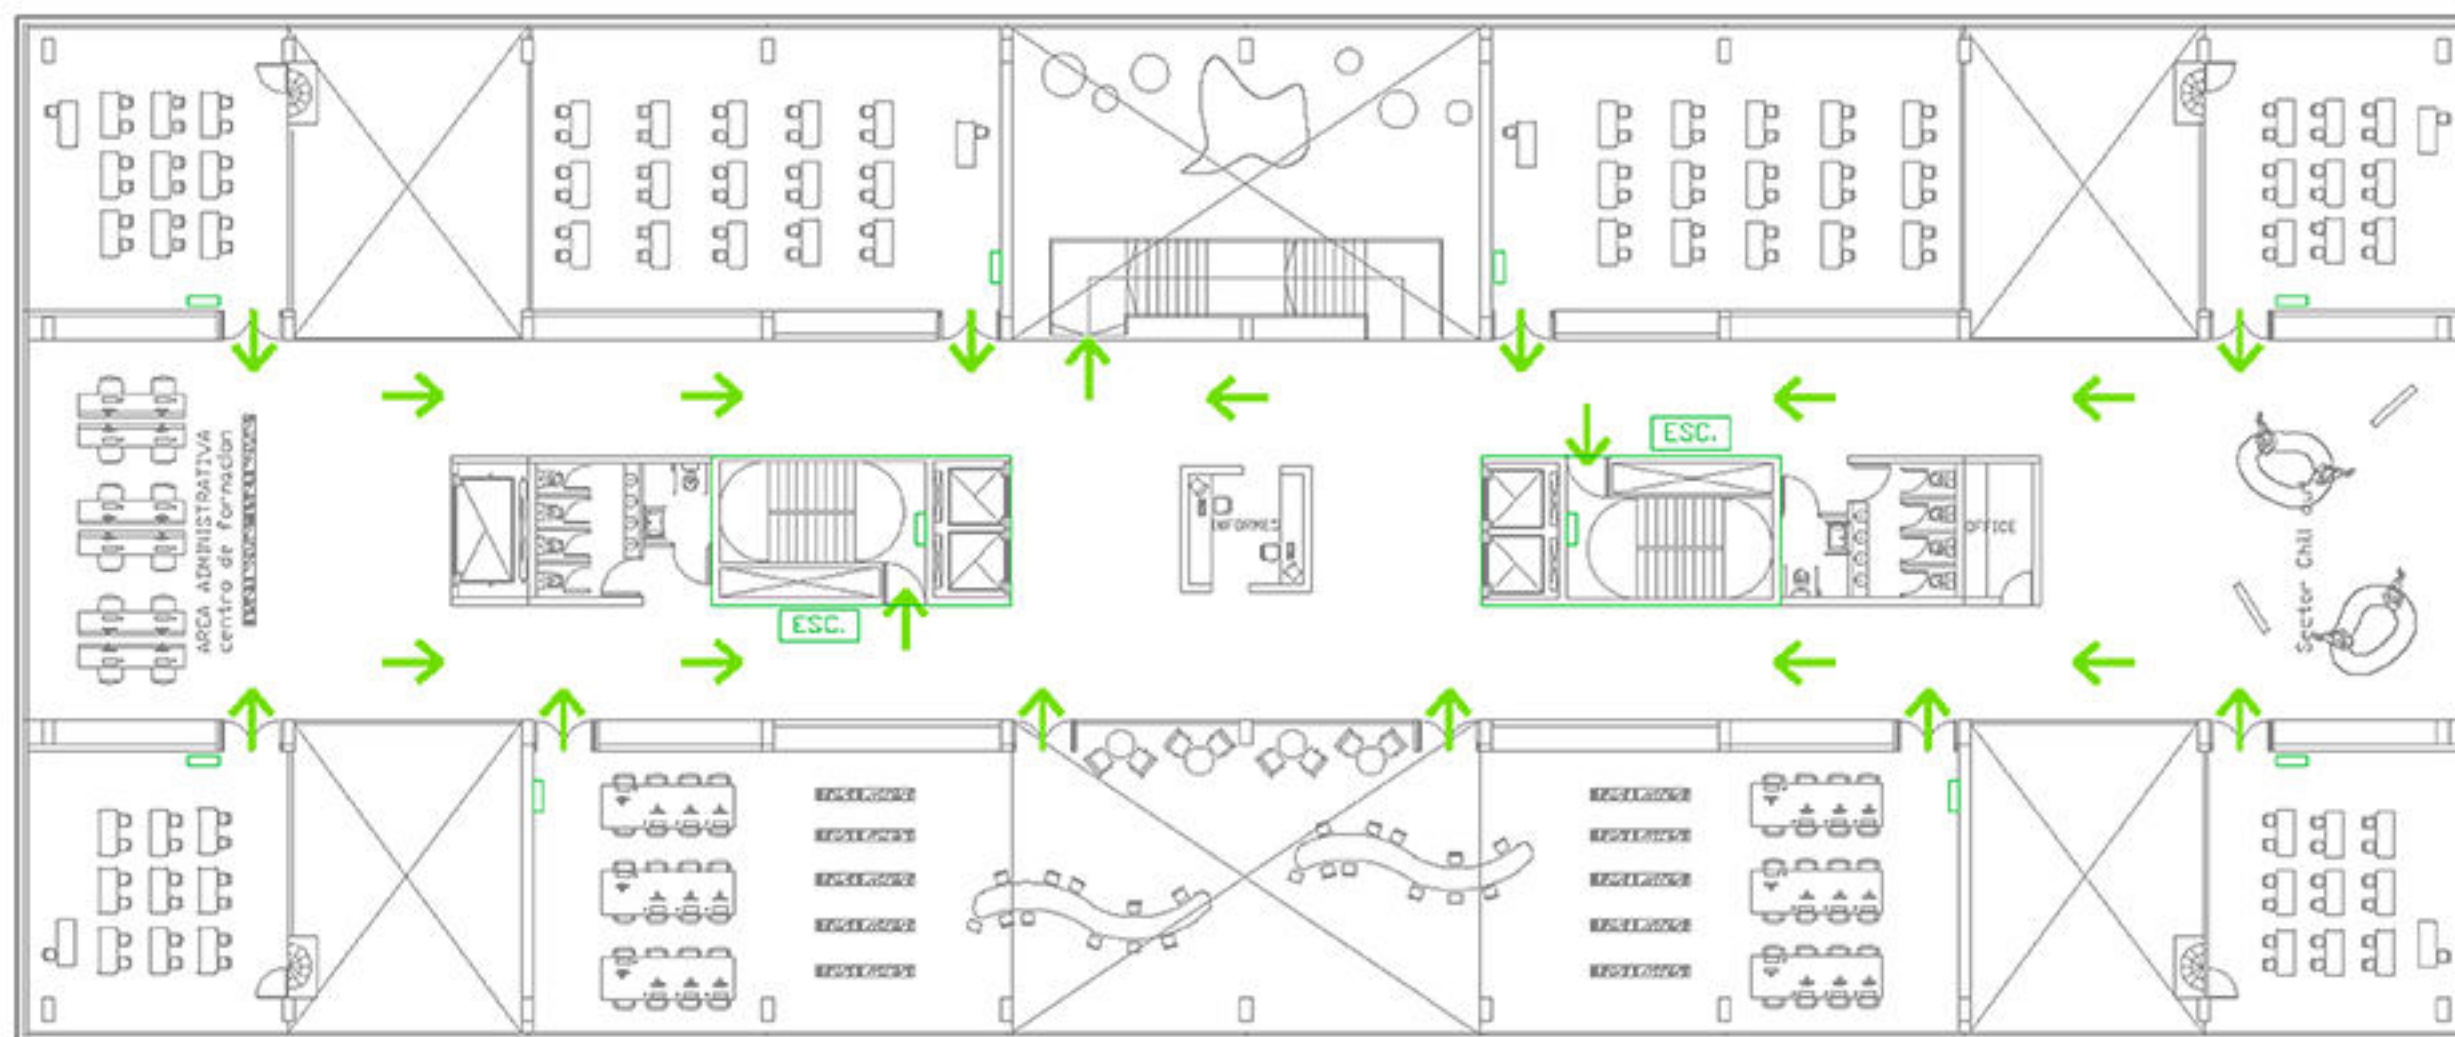 ESC.
AREA ADMINISTRATIVA
centro de formacion
INFORMES
OFFICE
Sector Chill out
ESC.